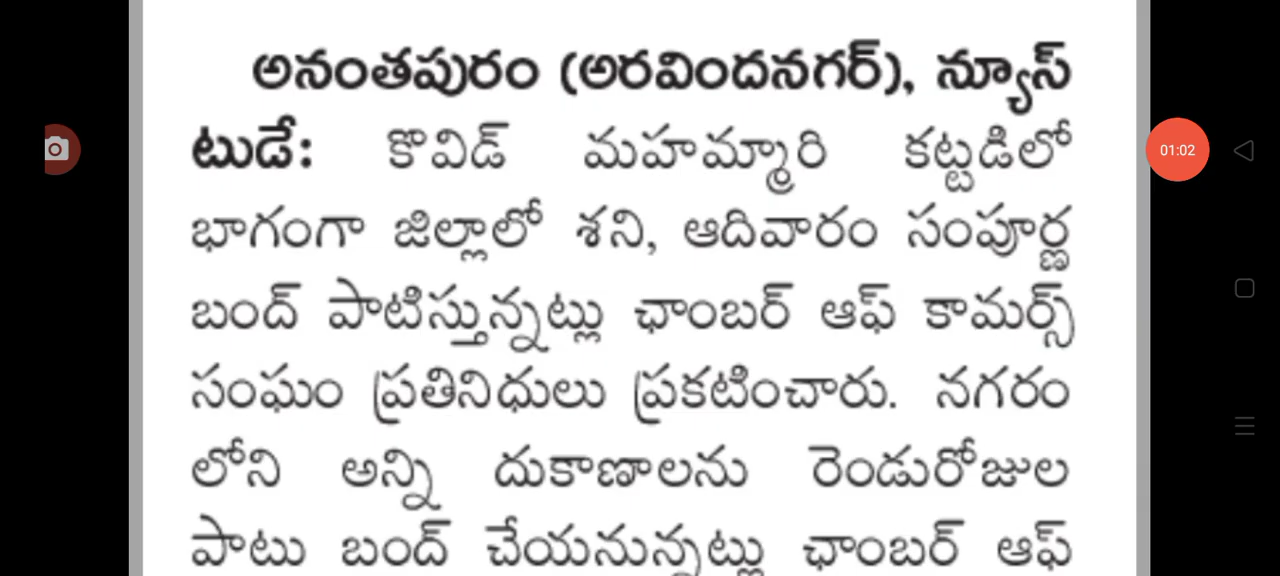 అనంతపురం (అరవిందనగర్), న్యూస్
టుడే: కొవిడ్ మహమ్మారి కట్టడిలో
01:02
భాగంగా జిల్లాలో శని, ఆదివారం సంపూర్ణ
బంద్ పాటిస్తున్నట్లు ఛాంబర్ ఆఫ్ కామర్స్
సంఘం ప్రతినిధులు ప్రకటించారు. నగరం
లోని అన్ని దుకాణాలను రెండురోజుల
పాటు బంద్ చేయనున్నట్లు ఛాంబర్ ఆఫ్